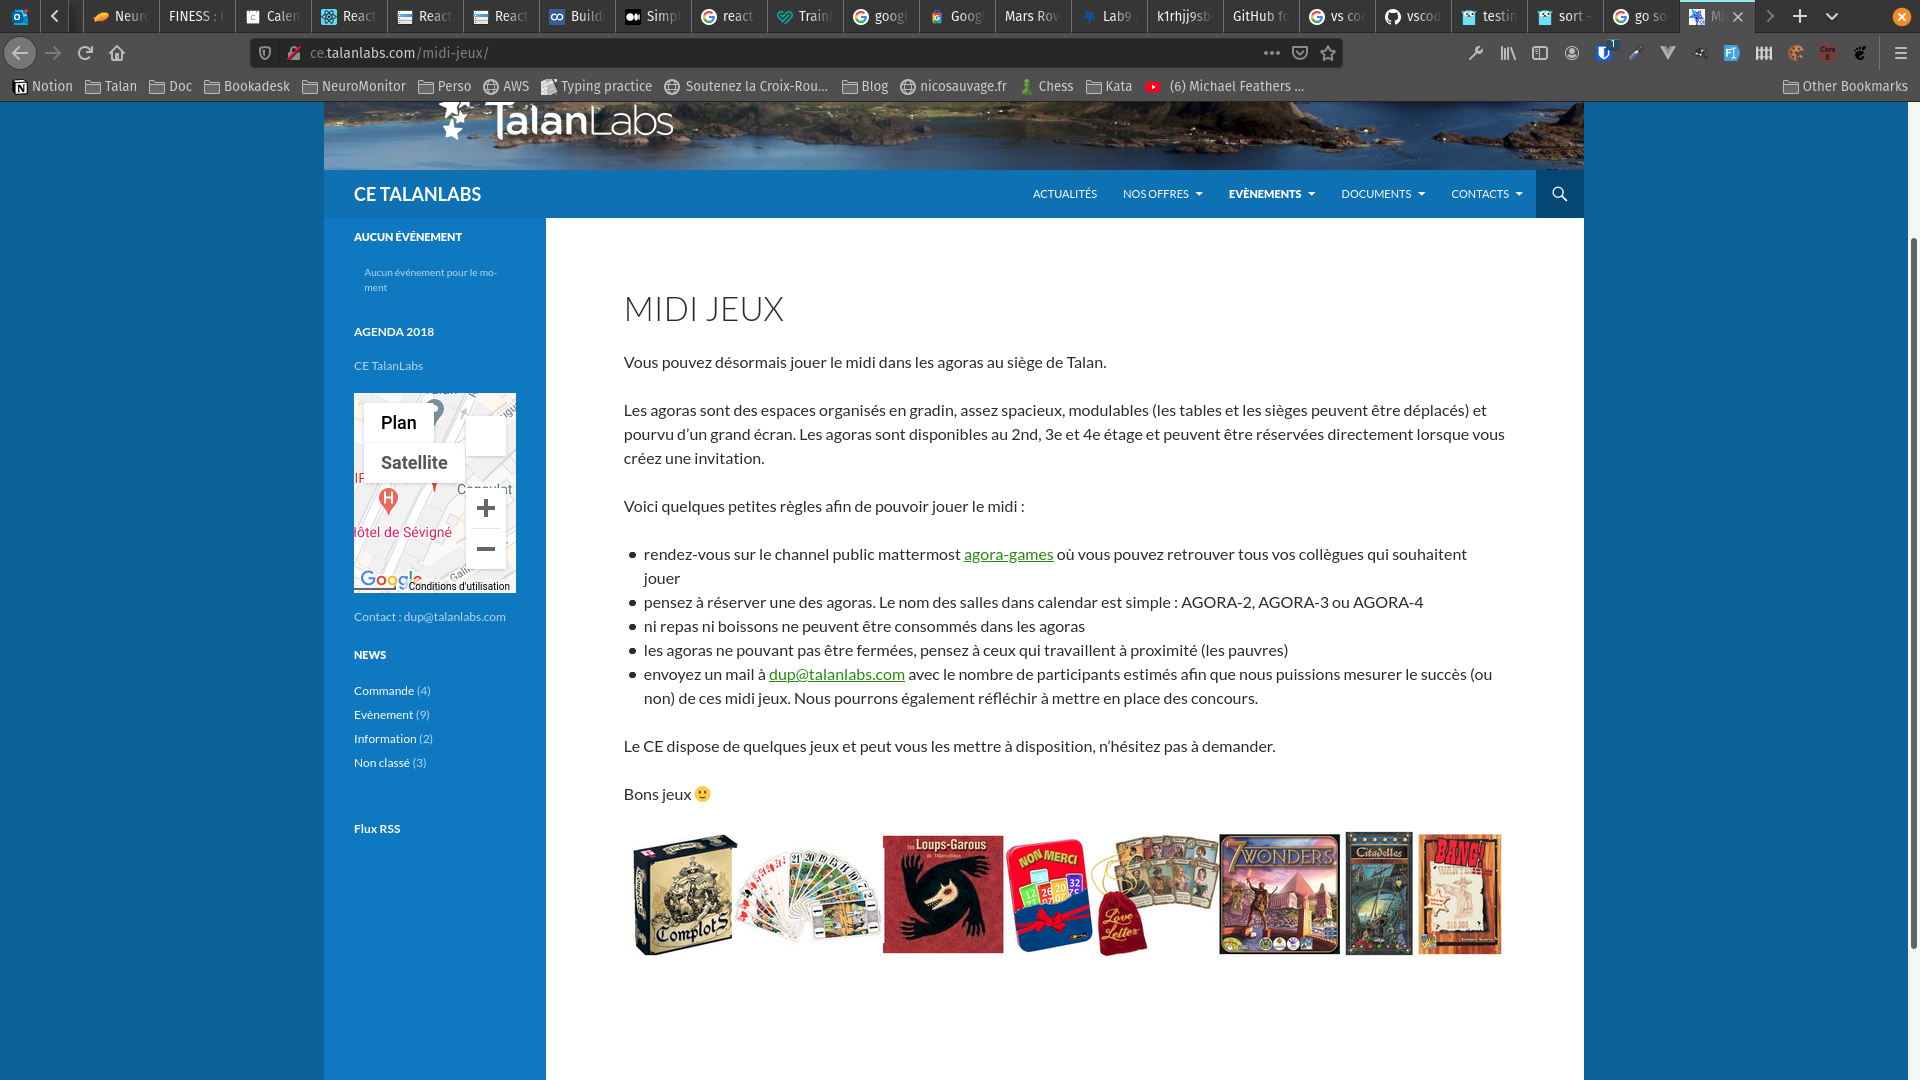 Neuro
FINESS :
Calen
React
React
React
Build
Simpl
react
Traini
googl
Googl
Mars Rov
Lab9
k1rhjj9sb
GitHub fo
vs co
vscod
testin
sort -
go so
Mi
ce.talanlabs.com/midi-jeux/
Notion
Talan
Doc
Bookadesk
NeuroMonitor
Perso
AWS
Typing practice
Soutenez la Croix-Rou...
Blog
nicosauvage.fr
Chess
Kata
(6) Michael Feathers ...
Other Bookmarks
TalanLabs
CE TALANLABS
ACTUALITÉS
NOS OFFRES
EVÈNEMENTS
DOCUMENTS
CONTACTS
AUCUN ÉVÉNEMENT
Aucun événement pour le mo-
ment
AGENDA 2018
CE TalanLabs
Plan
Satellite
Hôtel de Sévigné
Google
Conditions d'utilisation
Contact : dup@talanlabs.com
NEWS
Commande (4)
Evènement (9)
Information (2)
Non classé (3)
Flux RSS
MIDI JEUX
Vous pouvez désormais jouer le midi dans les agoras au siège de Talan.
Les agoras sont des espaces organisés en gradin, assez spacieux, modulables (les tables et les sièges peuvent être déplacés) et
pourvu d’un grand écran. Les agoras sont disponibles au 2nd, 3e et 4e étage et peuvent être réservées directement lorsque vous
créez une invitation.
Voici quelques petites règles afin de pouvoir jouer le midi :
rendez-vous sur le channel public mattermost agora-games où vous pouvez retrouver tous vos collègues qui souhaitent
jouer
pensez à réserver une des agoras. Le nom des salles dans calendar est simple : AGORA-2, AGORA-3 ou AGORA-4
ni repas ni boissons ne peuvent être consommés dans les agoras
les agoras ne pouvant pas être fermées, pensez à ceux qui travaillent à proximité (les pauvres)
envoyez un mail à dup@talanlabs.com avec le nombre de participants estimés afin que nous puissions mesurer le succès (ou
non) de ces midi jeux. Nous pourrons également réfléchir à mettre en place des concours.
Le CE dispose de quelques jeux et peut vous les mettre à disposition, n’hésitez pas à demander.
Bons jeux 🙂
Complots
Les Loups-Garous
de Thiercelieux
NON MERCI
Love Letter
7 WONDERS
Citadelles
BANG!
WANTED